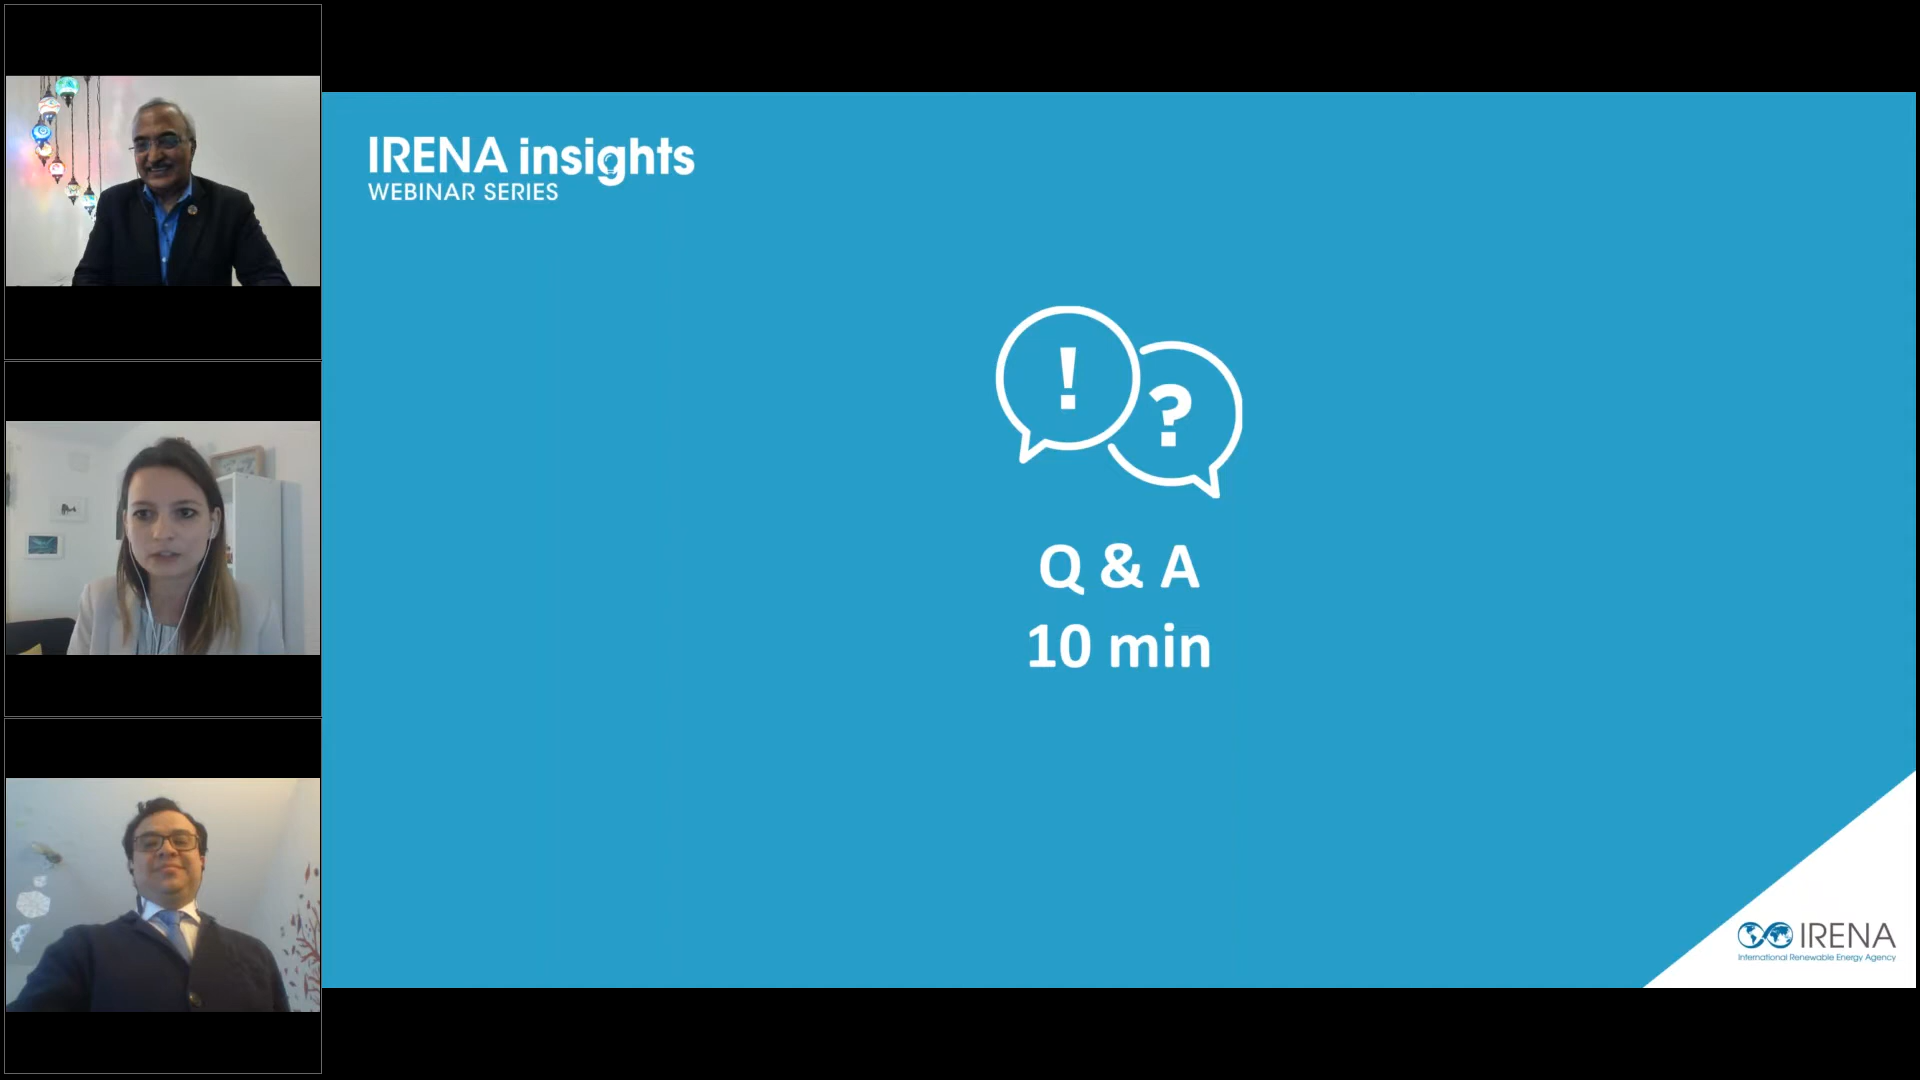 IRENA insights
WEBINAR SERIES
!
?
Q & A
10 min
IRENA
International Renewable Energy Agency